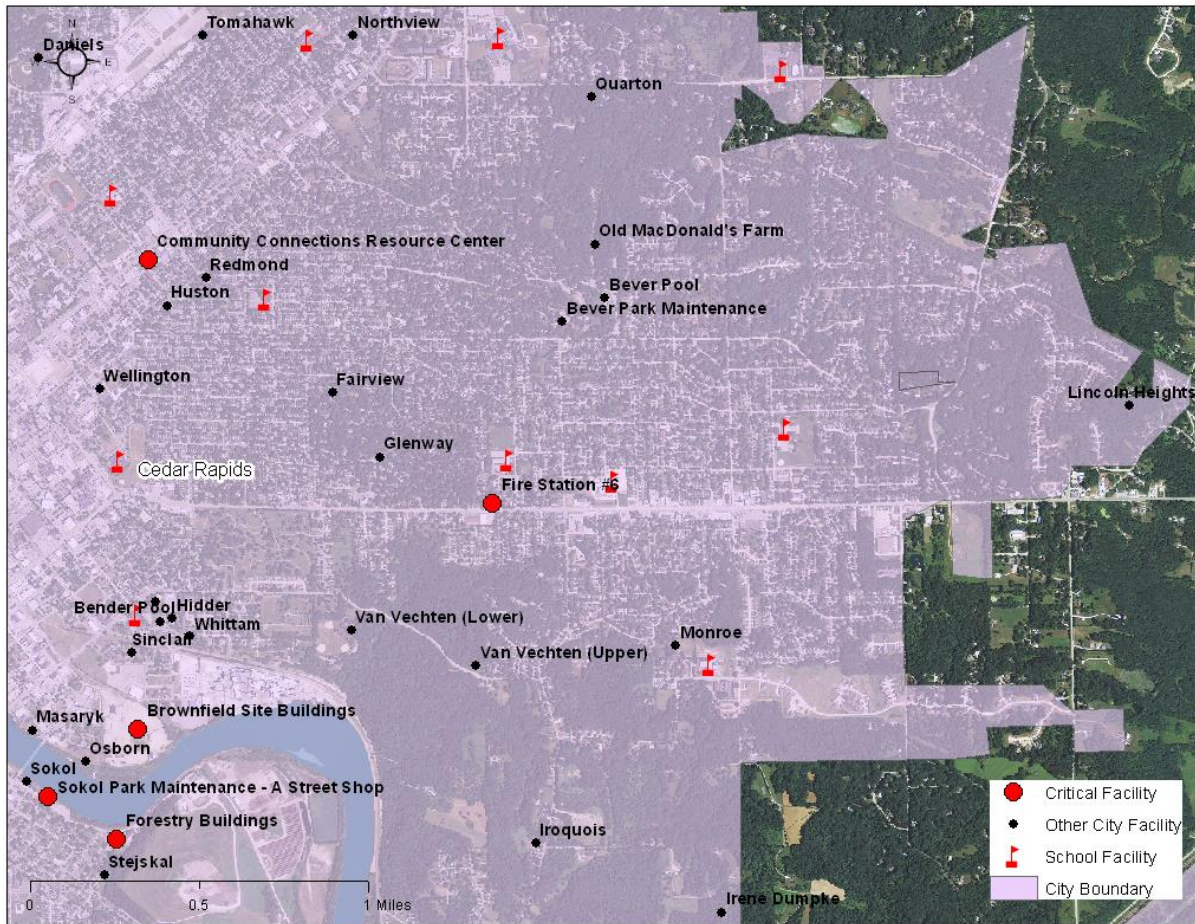 Tomahawk
Northview
Daniels
N
W
E
S
Quarton
Old MacDonald's Farm
Community Connections Resource Center
Redmond
Huston
Bever Pool
Bever Park Maintenance
Wellington
Fairview
Lincoln Heights
Glenway
Cedar Rapids
Fire Station #6
Bender Pool
Hidder
Whittam
Sinclair
Van Vechten (Lower)
Monroe
Van Vechten (Upper)
Brownfield Site Buildings
Masaryk
Osborn
Sokol
Sokol Park Maintenance - A Street Shop
Forestry Buildings
Iroquois
Stejskal
0
0.5
1 Miles
Irene Dumpke
Critical Facility
Other City Facility
School Facility
City Boundary